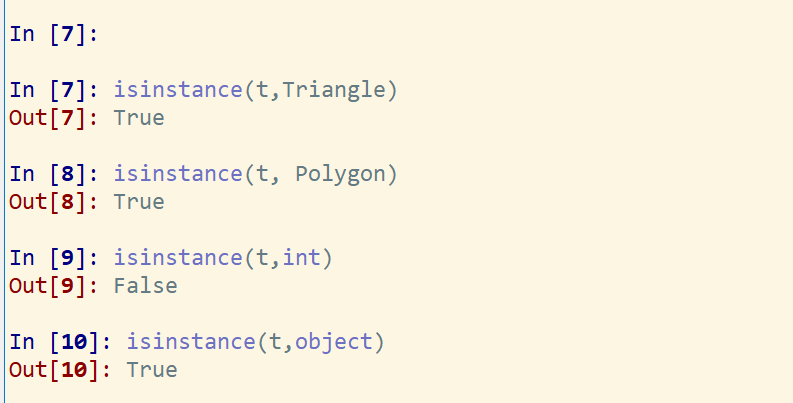 In [7]:
In [7]: isinstance(t,Triangle)
Out[7]: True
In [8]: isinstance(t, Polygon)
Out[8]: True
In [9]: isinstance(t,int)
Out[9]: False
In [10]: isinstance(t,object)
Out[10]: True